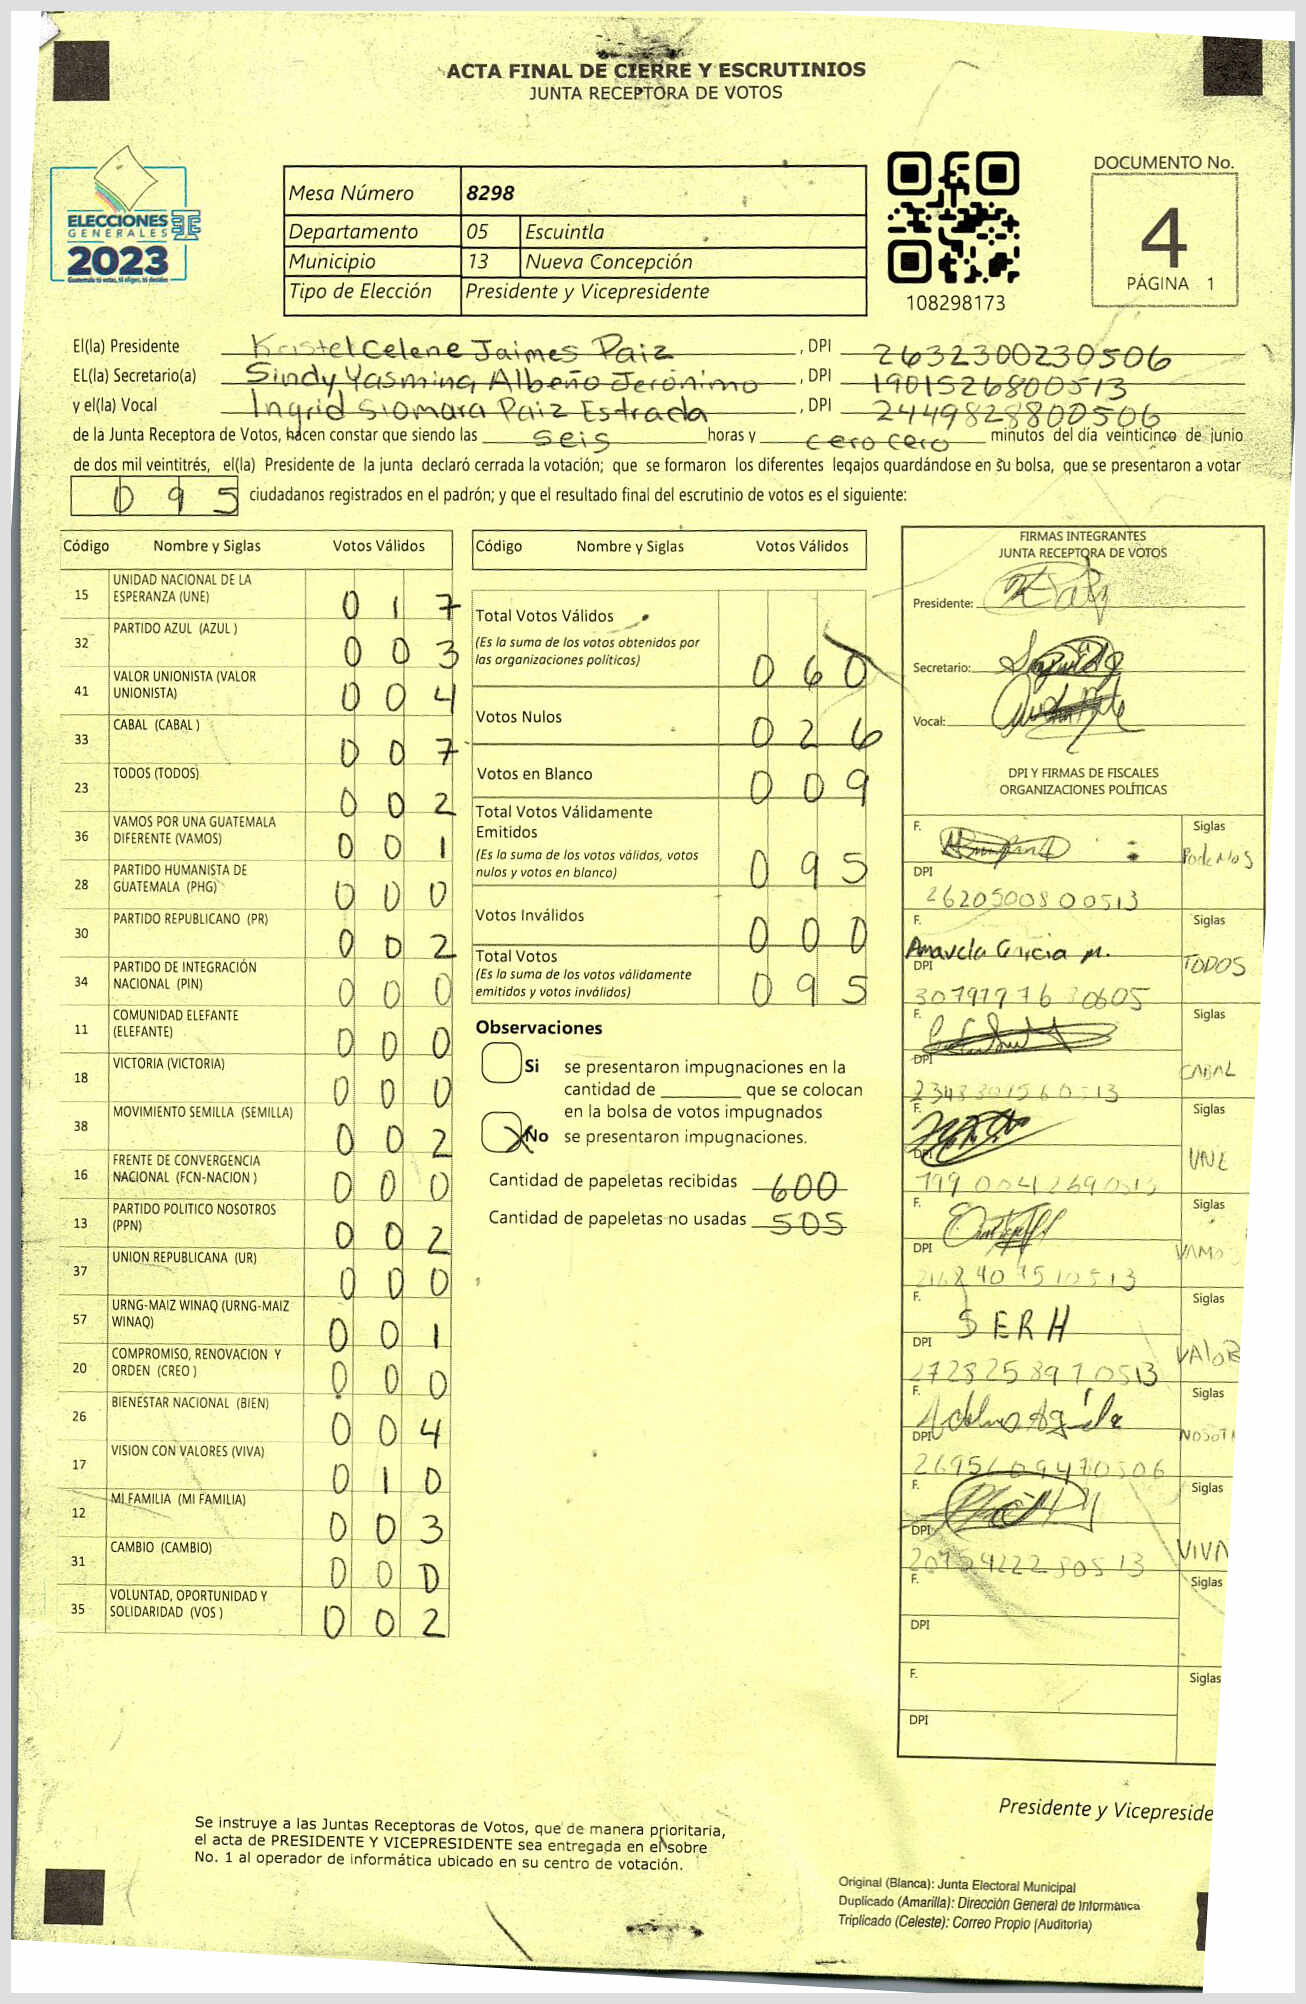 ACTA FINAL DE CIERRE Y ESCRUTINIOS
JUNTA RECEPTORA DE VOTOS
ELECCIONES
GENERALES
2023
Mesa Número 8298
Departamento 05 Escuintla
Municipio 13 Nueva Concepción
Tipo de Elección Presidente y Vicepresidente
108298173
DOCUMENTO No.
4
PÁGINA 1
El(la) Presidente Kristel Celene Jaimes Paiz, DPI 2632300230506
EL(la) Secretario(a) Sindy Yasmina Albeño Jerónimo, DPI 1901526800513
y el(la) Vocal Ingrid Siomara Paiz Estrada, DPI 2449828800506
de la Junta Receptora de Votos, hacen constar que siendo las seis horas y cero cero minutos del día veinticinco de junio
de dos mil veintitrés, el(la) Presidente de la junta declaró cerrada la votación; que se formaron los diferentes legajos quardándose en su bolsa, que se presentaron a votar
095 ciudadanos registrados en el padrón; y que el resultado final del escrutinio de votos es el siguiente:
Código Nombre y Siglas Votos Válidos
15 UNIDAD NACIONAL DE LA ESPERANZA (UNE) 0 1 7
32 PARTIDO AZUL (AZUL ) 0 0 3
41 VALOR UNIONISTA (VALOR UNIONISTA) 0 0 4
33 CABAL (CABAL ) 0 0 7
23 TODOS (TODOS) 0 0 2
36 VAMOS POR UNA GUATEMALA DIFERENTE (VAMOS) 0 0 1
28 PARTIDO HUMANISTA DE GUATEMALA (PHG) 0 0 0
30 PARTIDO REPUBLICANO (PR) 0 0 2
34 PARTIDO DE INTEGRACIÓN NACIONAL (PIN) 0 0 0
11 COMUNIDAD ELEFANTE (ELEFANTE) 0 0 0
18 VICTORIA (VICTORIA) 0 0 0
38 MOVIMIENTO SEMILLA (SEMILLA) 0 0 2
16 FRENTE DE CONVERGENCIA NACIONAL (FCN-NACION ) 0 0 0
13 PARTIDO POLITICO NOSOTROS (PPN) 0 0 2
37 UNION REPUBLICANA (UR) 0 0 0
57 URNG-MAIZ WINAQ (URNG-MAIZ WINAQ) 0 0 1
20 COMPROMISO, RENOVACION Y ORDEN (CREO ) 0 0 0
26 BIENESTAR NACIONAL (BIEN) 0 0 4
17 VISION CON VALORES (VIVA) 0 1 0
12 MI FAMILIA (MI FAMILIA) 0 0 3
31 CAMBIO (CAMBIO) 0 0 0
35 VOLUNTAD, OPORTUNIDAD Y SOLIDARIDAD (VOS ) 0 0 2
Código Nombre y Siglas Votos Válidos
Total Votos Válidos
(Es la suma de los votos obtenidos por
las organizaciones políticas) 0 6 0
Votos Nulos 0 2 6
Votos en Blanco 0 0 9
Total Votos Válidamente
Emitidos
(Es la suma de los votos válidos, votos
nulos y votos en blanco) 0 9 5
Votos Inválidos 0 0 0
Total Votos
(Es la suma de los votos válidamente
emitidos y votos inválidos) 0 9 5
Observaciones
Si se presentaron impugnaciones en la
cantidad de ________ que se colocan
en la bolsa de votos impugnados
No se presentaron impugnaciones.
Cantidad de papeletas recibidas 600
Cantidad de papeletas no usadas 505
FIRMAS INTEGRANTES
JUNTA RECEPTORA DE VOTOS
Presidente:
Secretario:
Vocal:
DPI Y FIRMAS DE FISCALES
ORGANIZACIONES POLÍTICAS
F. Siglas
Podemos
DPI
2620500800513
F. Siglas
Amavela Garcia M.
TODOS
DPI
F. Siglas
CABAL
DPI
F. Siglas
UNE
DPI
F. Siglas
VAMOS
DPI
F. Siglas
SERH
VALOR
DPI
2728258970513
F. Siglas
NOSOT
DPI
F. Siglas
VIVA
DPI
F. Siglas
DPI
F. Siglas
DPI
Presidente y Vicepreside
Se instruye a las Juntas Receptoras de Votos, que de manera prioritaria,
el acta de PRESIDENTE Y VICEPRESIDENTE sea entregada en el sobre
No. 1 al operador de informática ubicado en su centro de votación.
Original (Blanca): Junta Electoral Municipal
Duplicado (Amarilla): Dirección General de Informática
Triplicado (Celeste): Correo Propio (Auditoria)